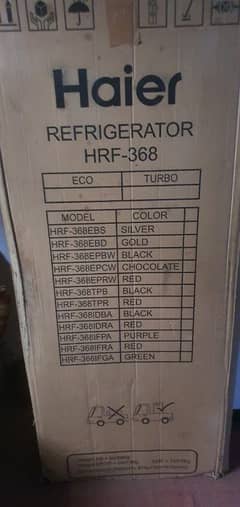 Haier
REFRIGERATOR
HRF-368
ECO TURBO
MODEL COLOR
HRF-368EBS SILVER
HRF-368EBD GOLD
HRF-368EPBW BLACK
HRF-368EPCW CHOCOLATE
HRF-368EPRW RED
HRF-368TPB BLACK
HRF-368TPR RED
HRF-368IDBA BLACK
HRF-368IDRA RED
HRF-368IFPA PURPLE
HRF-368IFRA RED
HRF-366IFGA GREEN